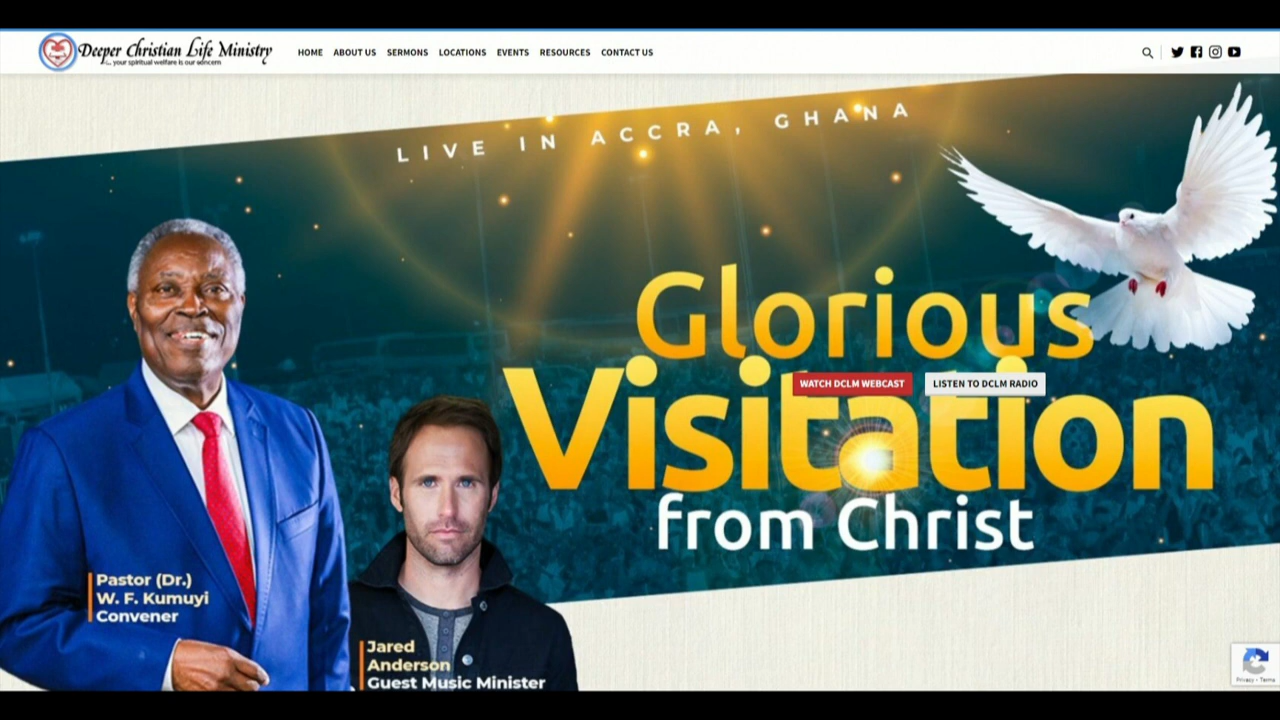 Deeper Christian Life Ministry
... your spiritual welfare is our concern
HOME ABOUT US SERMONS LOCATIONS EVENTS RESOURCES CONTACT US
LIVE IN ACCRA, GHANA
Glorious
Visitation
WATCH DCLM WEBCAST LISTEN TO DCLM RADIO
from Christ
Pastor (Dr.)
W. F. Kumuyi
Convener
Jared
Anderson
Guest Music Minister
Privacy - Terms